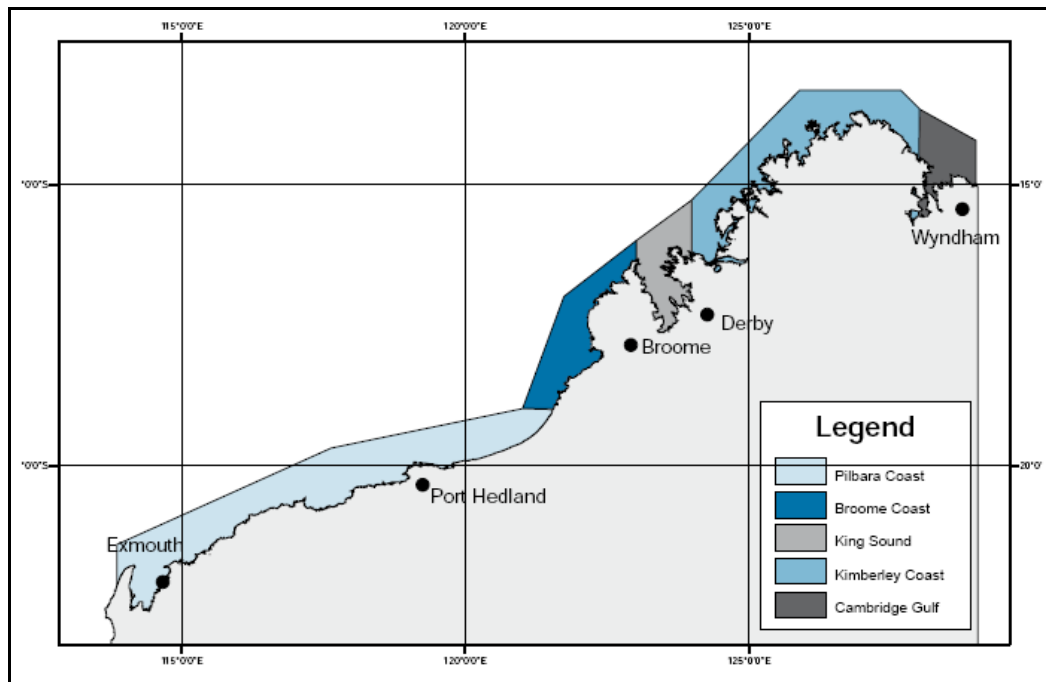 115°0'0"E 120°0'0"E 125°0'0"E
°0'0"S 15°0'
Wyndham
Derby
Broome
Legend
Pilbara Coast
°0'0"S 20°0'
Port Hedland
Broome Coast
Exmouth
King Sound
Kimberley Coast
Cambridge Gulf
115°0'0"E 120°0'0"E 125°0'0"E